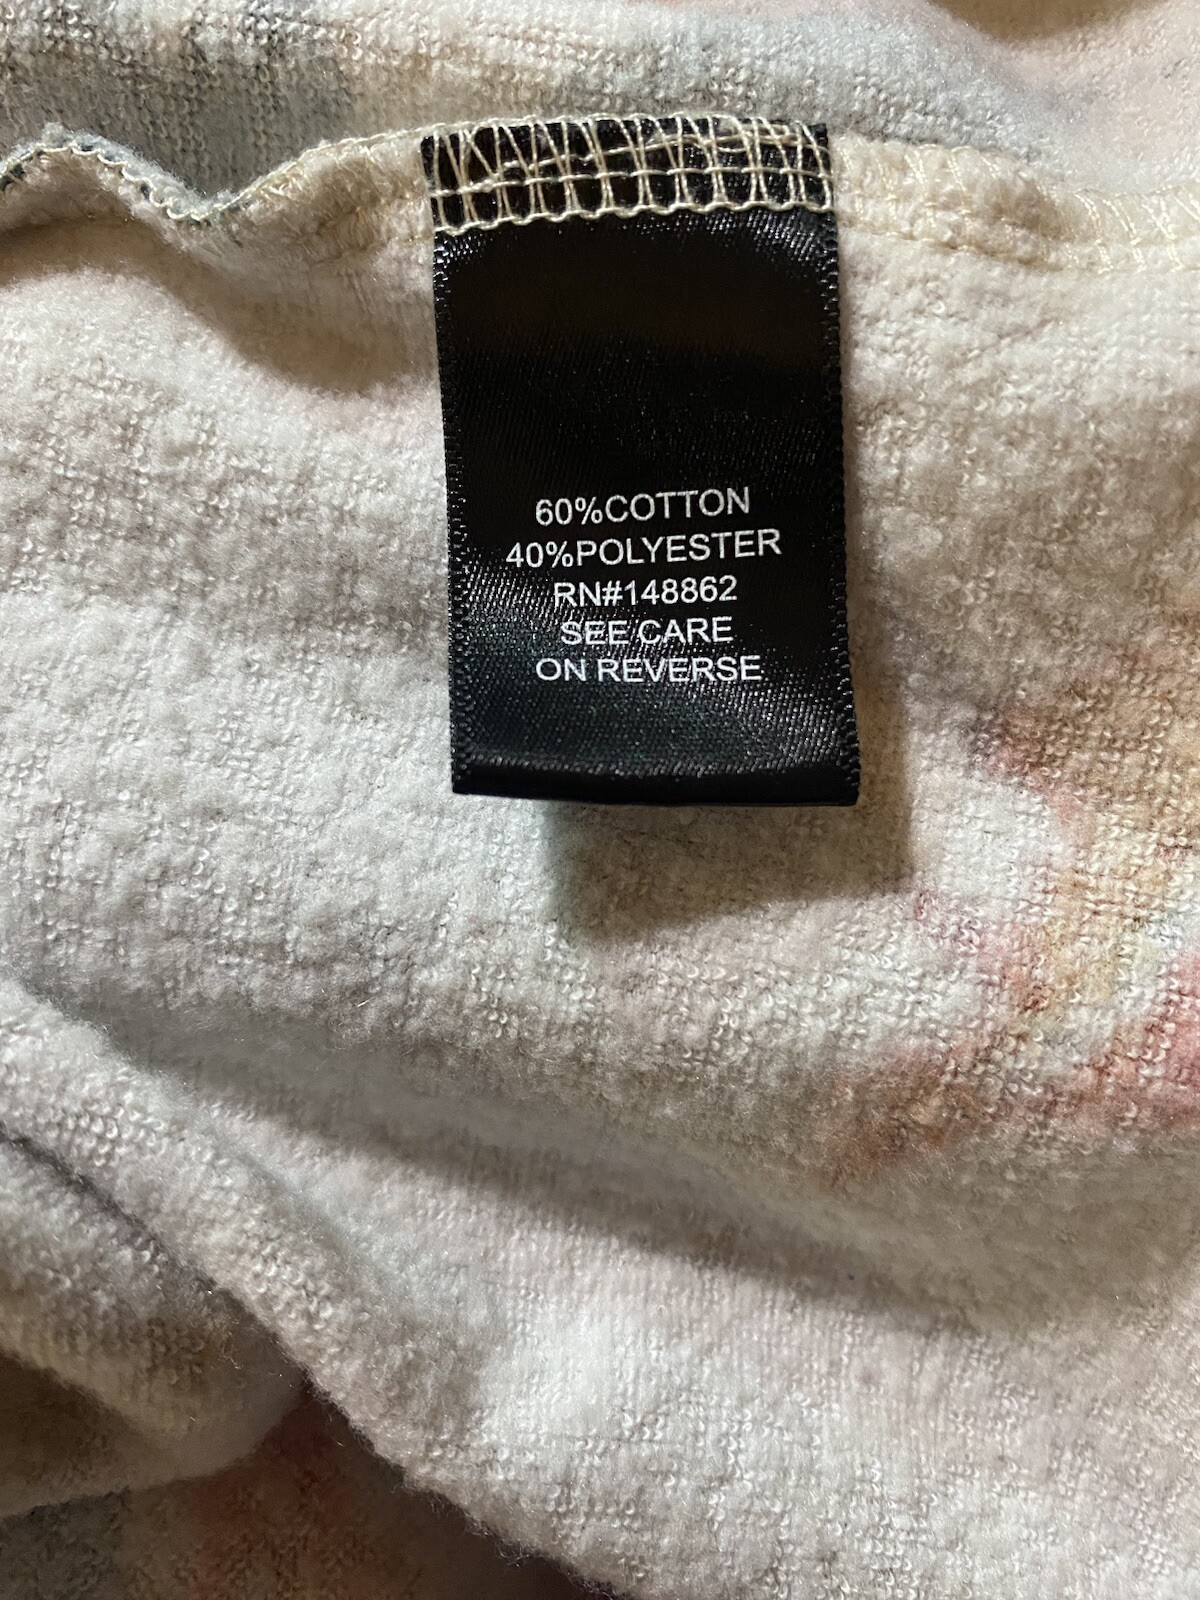 60%COTTON
40%POLYESTER
RN#148862
SEE CARE
ON REVERSE